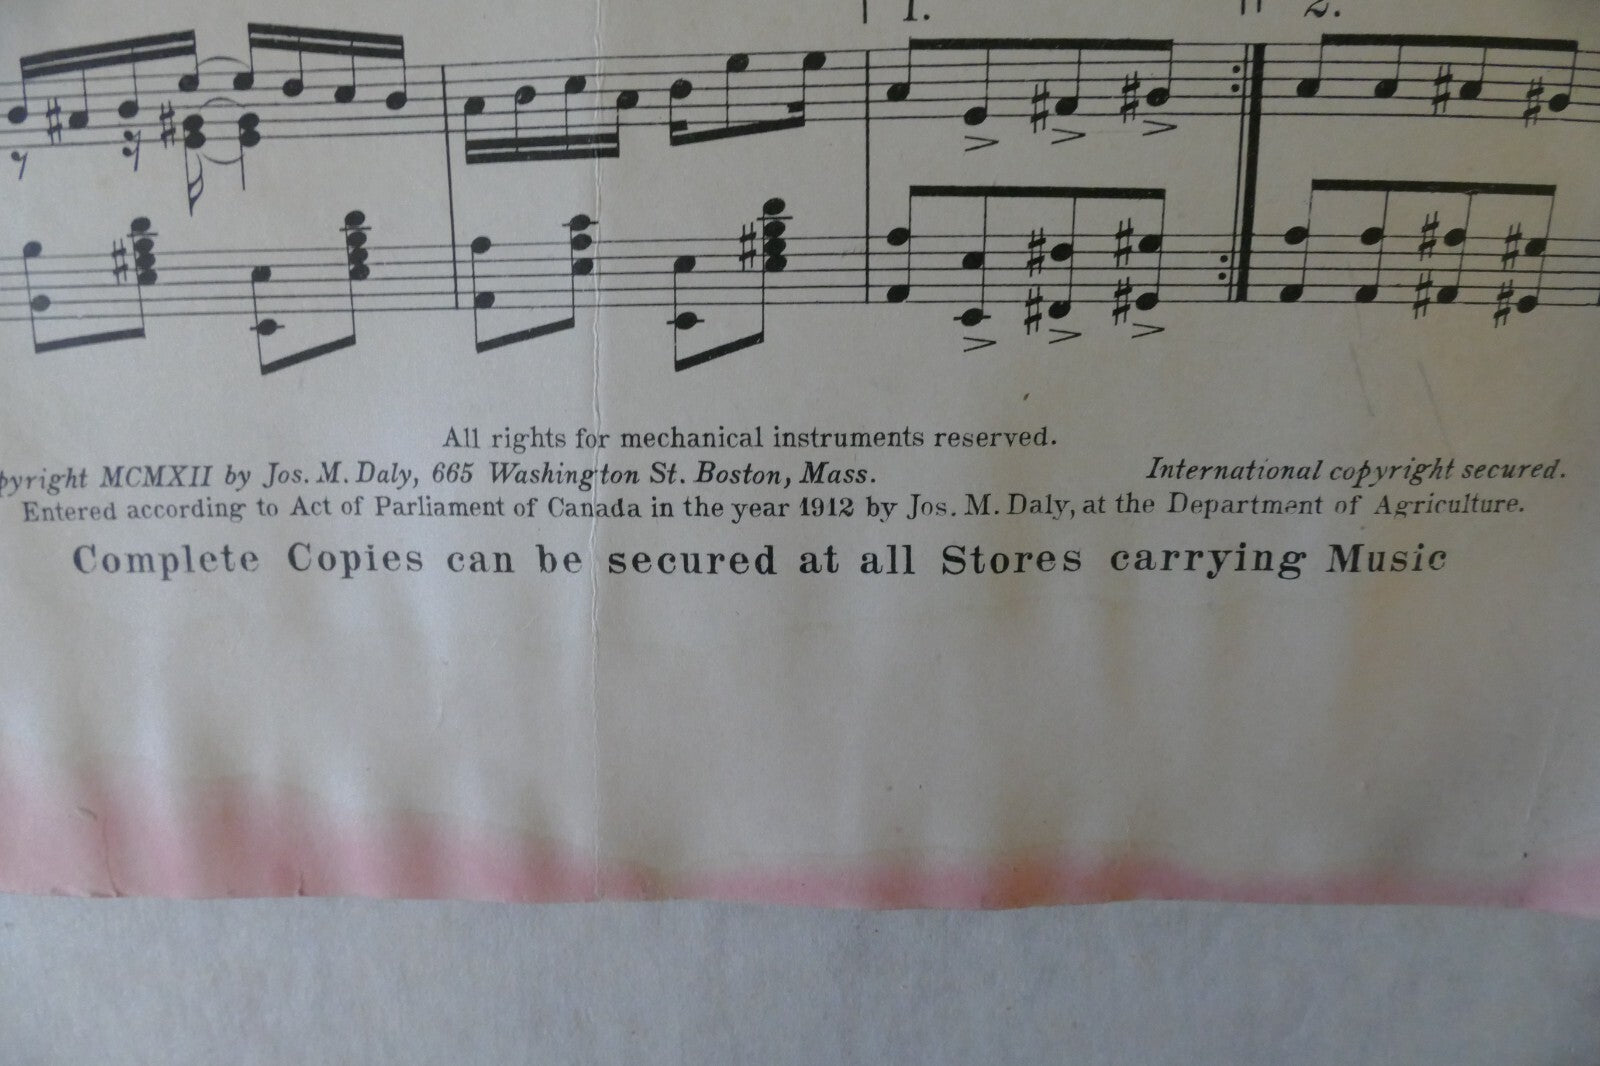 1. 2.
All rights for mechanical instruments reserved.
pyright MCMXII by Jos. M. Daly, 665 Washington St. Boston, Mass. International copyright secured.
Entered according to Act of Parliament of Canada in the year 1912 by Jos. M. Daly, at the Department of Agriculture.
Complete Copies can be secured at all Stores carrying Music